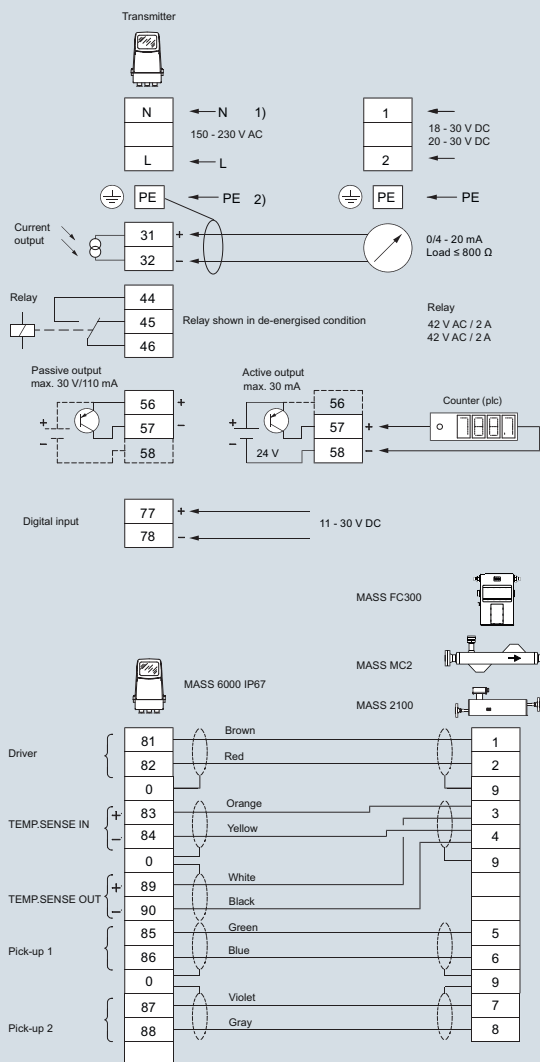 Transmitter
N N 1) 1
150 - 230 V AC 18 - 30 V DC
20 - 30 V DC
L L 2
PE PE 2) PE PE
Current output
31 +
32 -
0/4 - 20 mA
Load ≤ 800 Ω
Relay
44
45 Relay shown in de-energised condition
46
Relay
42 V AC / 2 A
42 V AC / 2 A
Passive output
max. 30 V/110 mA
+ 56 +
57 -
- 58
Active output
max. 30 mA
56
+ 57 +
- 24 V 58 -
Counter (plc)
Digital input
77 +
78 -
11 - 30 V DC
MASS FC300
MASS MC2
MASS 6000 IP67
MASS 2100
Driver
81 Brown 1
82 Red 2
0 9
TEMP.SENSE IN
+ 83 Orange 3
- 84 Yellow 4
0 9
TEMP.SENSE OUT
+ 89 White
- 90 Black
Pick-up 1
85 Green 5
86 Blue 6
0 9
Pick-up 2
87 Violet 7
88 Gray 8